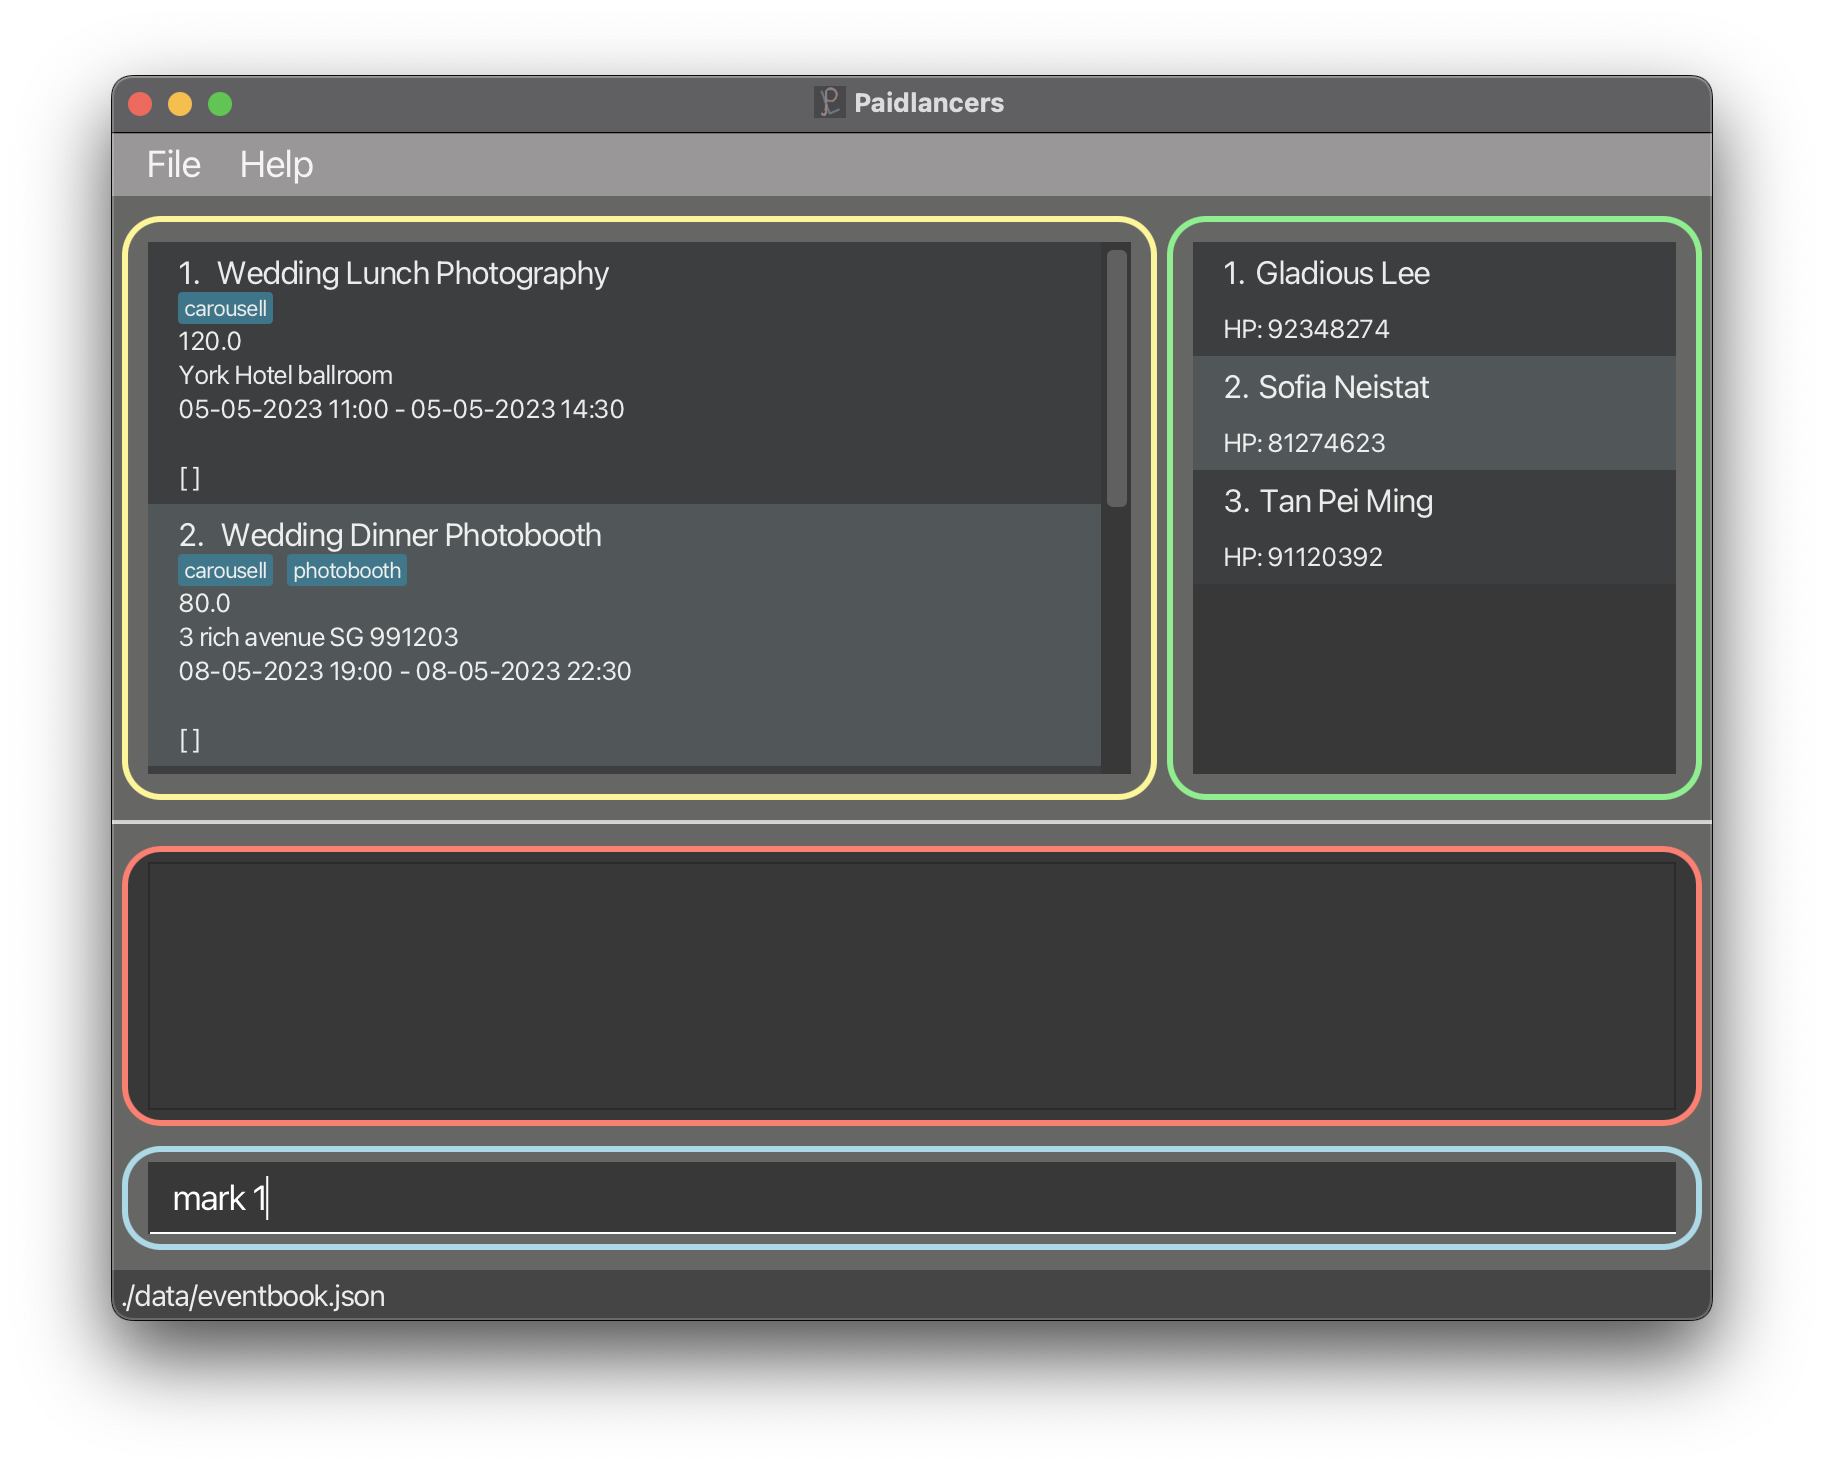 Paidlancers
File Help
1. Wedding Lunch Photography
carousell
120.0
York Hotel ballroom
05-05-2023 11:00 - 05-05-2023 14:30
[ ]
2. Wedding Dinner Photobooth
carousell photobooth
80.0
3 rich avenue SG 991203
08-05-2023 19:00 - 08-05-2023 22:30
[ ]
1. Gladious Lee
HP: 92348274
2. Sofia Neistat
HP: 81274623
3. Tan Pei Ming
HP: 91120392
mark 1
./data/eventbook.json